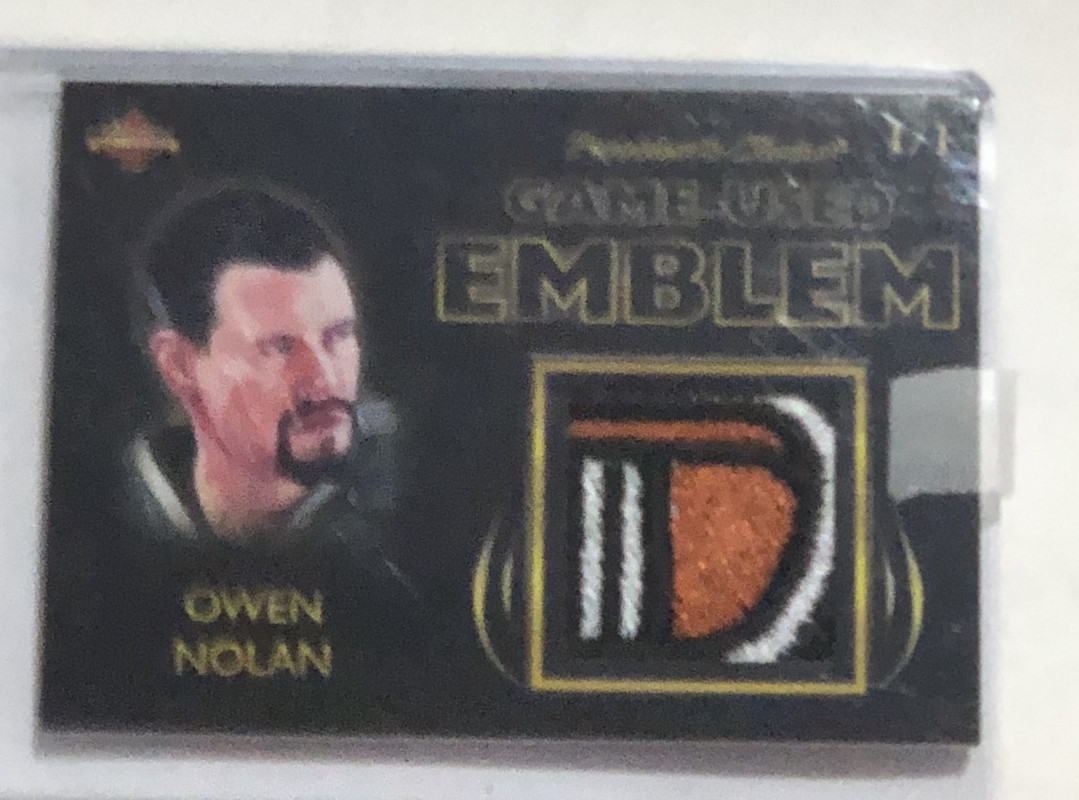 1/1
GAME-USED
EMBLEM
OWEN
NOLAN